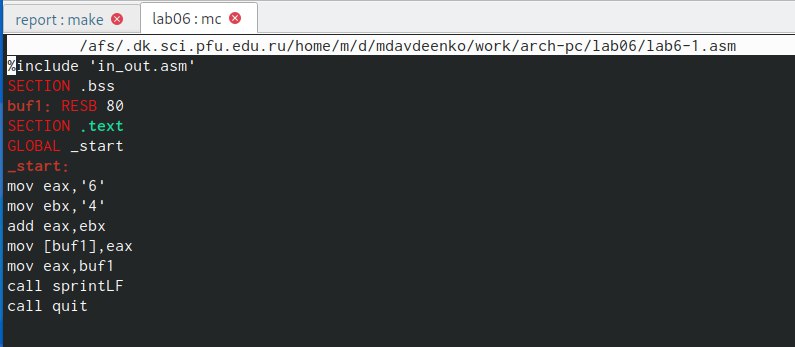 report : make
lab06 : mc
/afs/.dk.sci.pfu.edu.ru/home/m/d/mdavdeenko/work/arch-pc/lab06/lab6-1.asm
%include 'in_out.asm'
SECTION .bss
buf1: RESB 80
SECTION .text
GLOBAL _start
_start:
mov eax,'6'
mov ebx,'4'
add eax,ebx
mov [buf1],eax
mov eax,buf1
call sprintLF
call quit